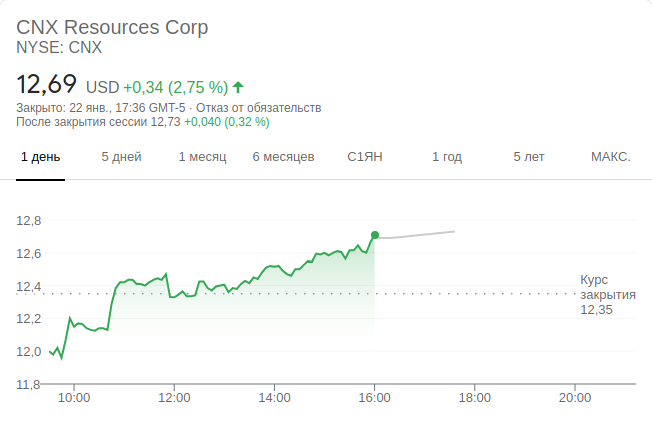 CNX Resources Corp
NYSE: CNX
12,69 USD +0,34 (2,75 %)
Закрыто: 22 янв., 17:36 GMT-5 · Отказ от обязательств
После закрытия сессии 12,73 +0,040 (0,32 %)
1 день 5 дней 1 месяц 6 месяцев С1ЯН 1 год 5 лет МАКС.
12,8
12,6
12,4
12,2
12,0
11,8
Курс
закрытия
12,35
10:00 12:00 14:00 16:00 18:00 20:00